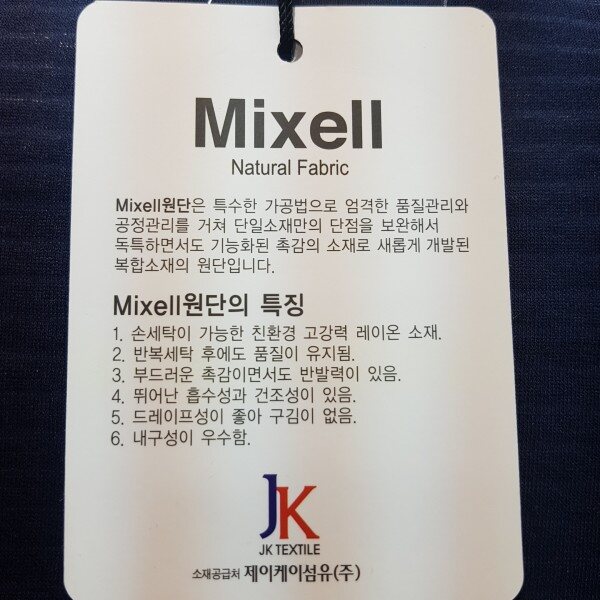 Mixell
Natural Fabric
Mixell원단은 특수한 가공법으로 엄격한 품질관리와
공정관리를 거쳐 단일소재만의 단점을 보완해서
독특하면서도 기능화된 촉감의 소재로 새롭게 개발된
복합소재의 원단입니다.
Mixell원단의 특징
1. 손세탁이 가능한 친환경 고강력 레이온 소재.
2. 반복세탁 후에도 품질이 유지됨.
3. 부드러운 촉감이면서도 반발력이 있음.
4. 뛰어난 흡수성과 건조성이 있음.
5. 드레이프성이 좋아 구김이 없음.
6. 내구성이 우수함.
JK
JK TEXTILE
소재공급처 제이케이섬유(주)